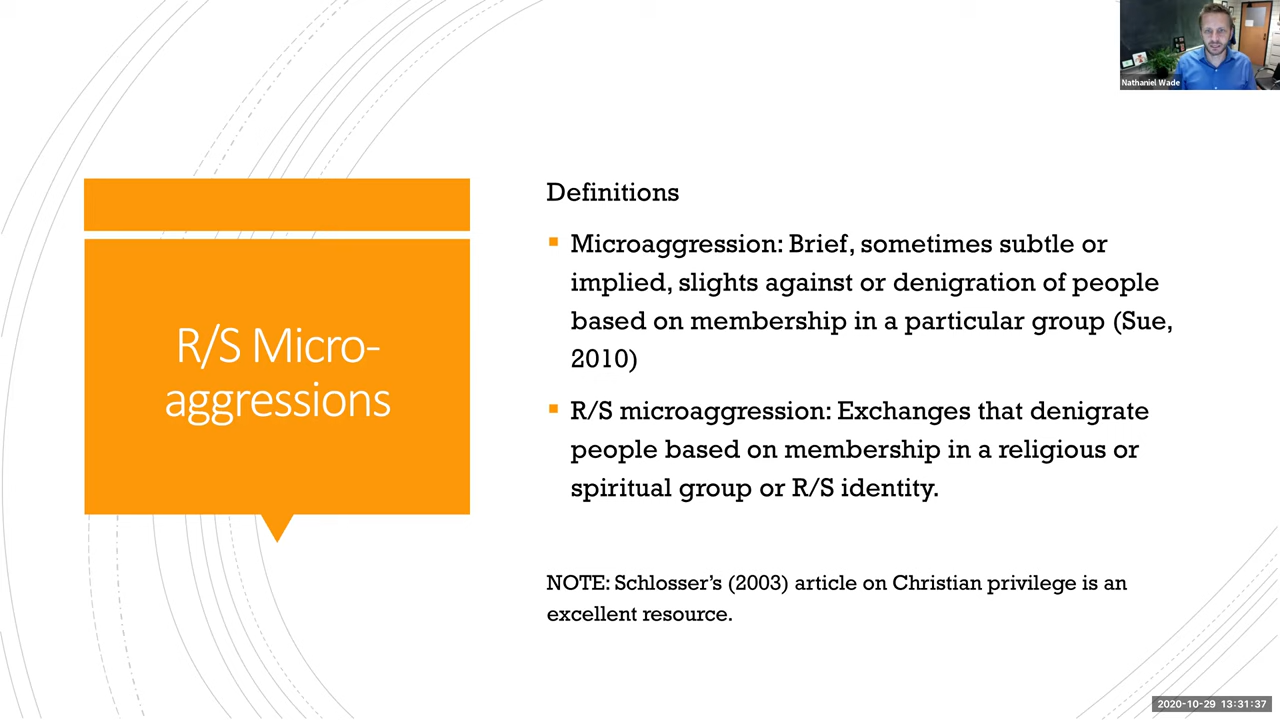 Nathaniel Wade
R/S Micro-
aggressions
Definitions
Microaggression: Brief, sometimes subtle or
implied, slights against or denigration of people
based on membership in a particular group (Sue,
2010)
R/S microaggression: Exchanges that denigrate
people based on membership in a religious or
spiritual group or R/S identity.
NOTE: Schlosser's (2003) article on Christian privilege is an
excellent resource.
2020-10-29 13:31:37